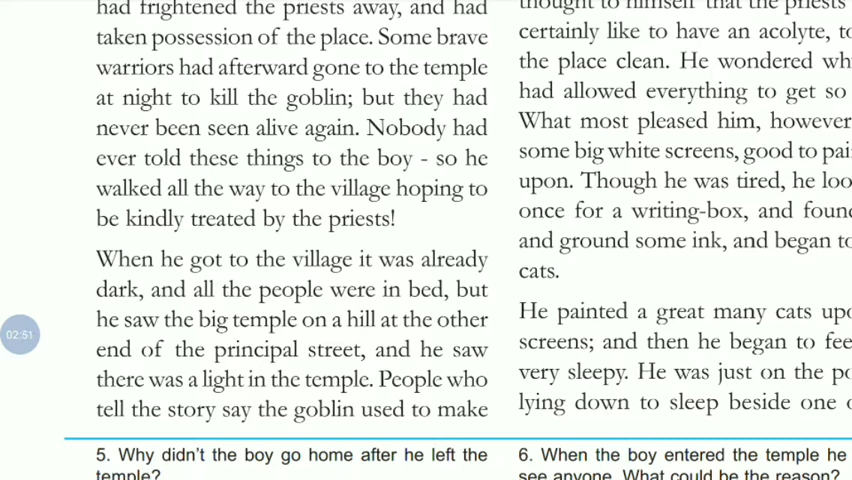 had frightened the priests away, and had
taken possession of the place. Some brave
warriors had afterward gone to the temple
at night to kill the goblin; but they had
never been seen alive again. Nobody had
ever told these things to the boy - so he
walked all the way to the village hoping to
be kindly treated by the priests!
When he got to the village it was already
dark, and all the people were in bed, but
he saw the big temple on a hill at the other
end of the principal street, and he saw
there was a light in the temple. People who
tell the story say the goblin used to make
thought to himself that the priests
certainly like to have an acolyte, to
the place clean. He wondered
had allowed everything to get so
What most pleased him, however
some big white screens, good to
upon. Though he was tired, he
once for a writing-box, and
and ground some ink, and began to
cats.
He painted a great many cats
screens; and then he began to
very sleepy. He was just on the
lying down to sleep beside one
5. Why didn't the boy go home after he left the
temple?
6. When the boy entered the temple he
see anyone. What could be the reason?
02:51